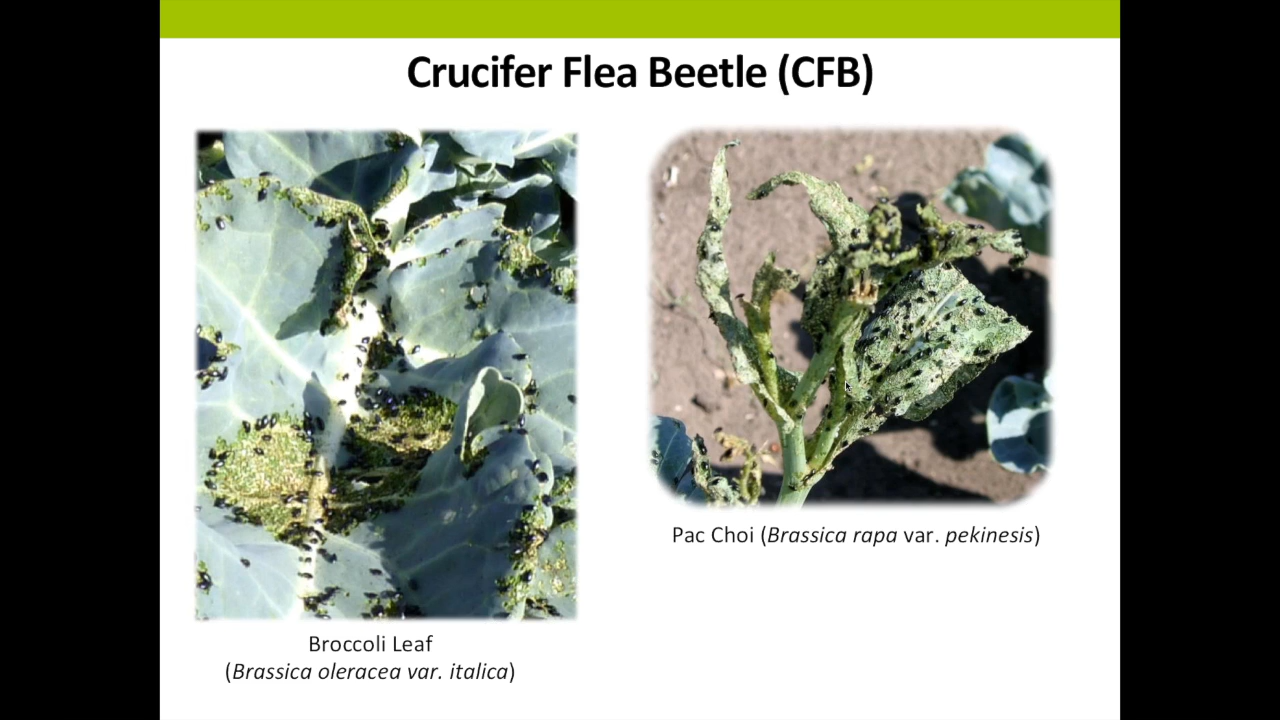 Crucifer Flea Beetle (CFB)
Pac Choi (Brassica rapa var. pekinesis)
Broccoli Leaf
(Brassica oleracea var. italica)